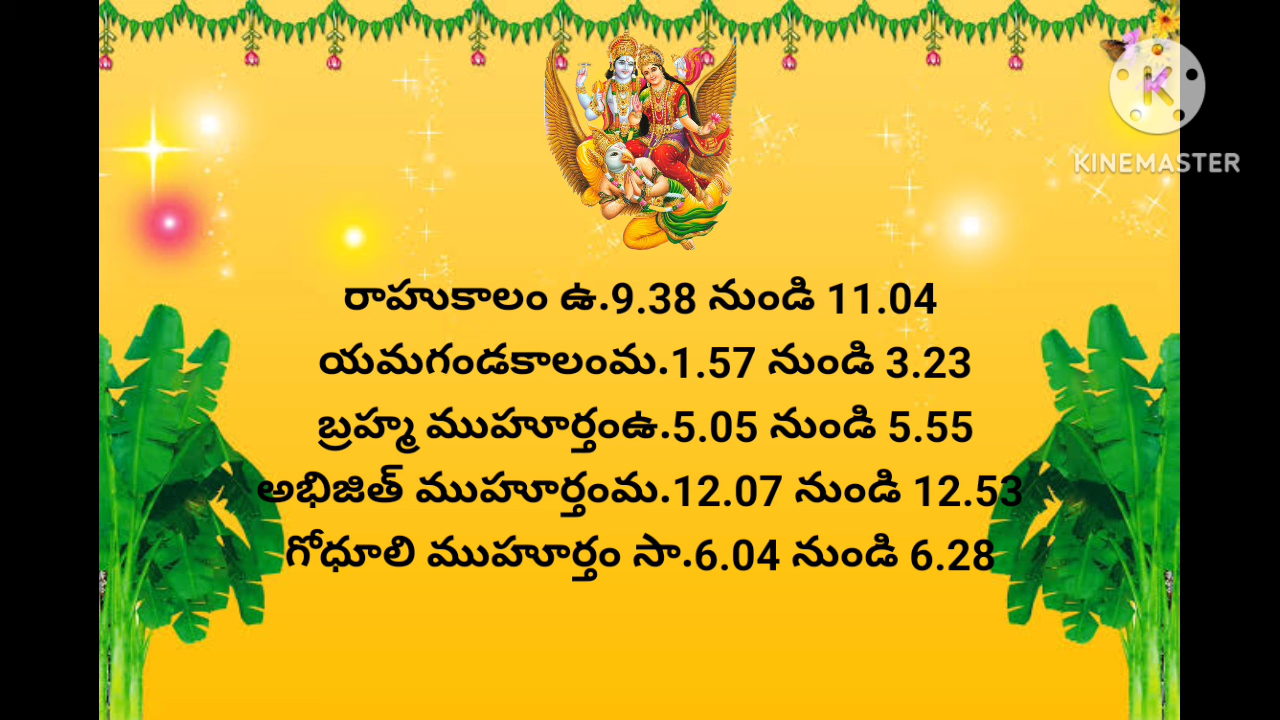 K
KINEMASTER
రాహుకాలం ఉ.9.38 నుండి 11.04
యమగండకాలంమ.1.57 నుండి 3.23
బ్రహ్మ ముహూర్తంఉ.5.05 నుండి 5.55
అభిజిత్ ముహూర్తంమ.12.07 నుండి 12.53
గోధూలి ముహూర్తం సా.6.04 నుండి 6.28